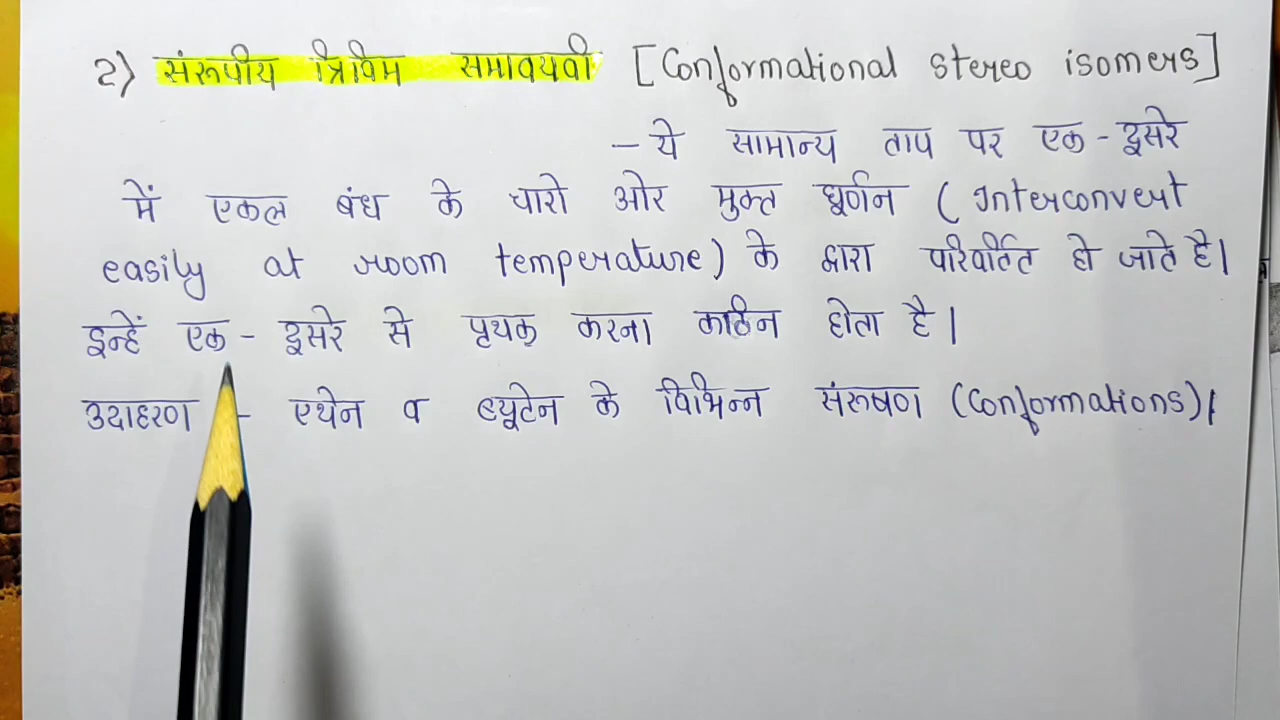 2) संरूपीय त्रिविम समावयवी [Conformational stereo isomers]
– ये सामान्य ताप पर एक - दूसरे
में एकल बंध के चारो ओर मुक्त घूर्णन ( Interconvert
easily at room temperature) के द्वारा परिवर्तित हो जाते है।
इन्हें एक - दूसरे से पृथक करना कठिन होता है।
उदाहरण - एथेन व ब्यूटेन के विभिन्न संरूपण (Conformations)।